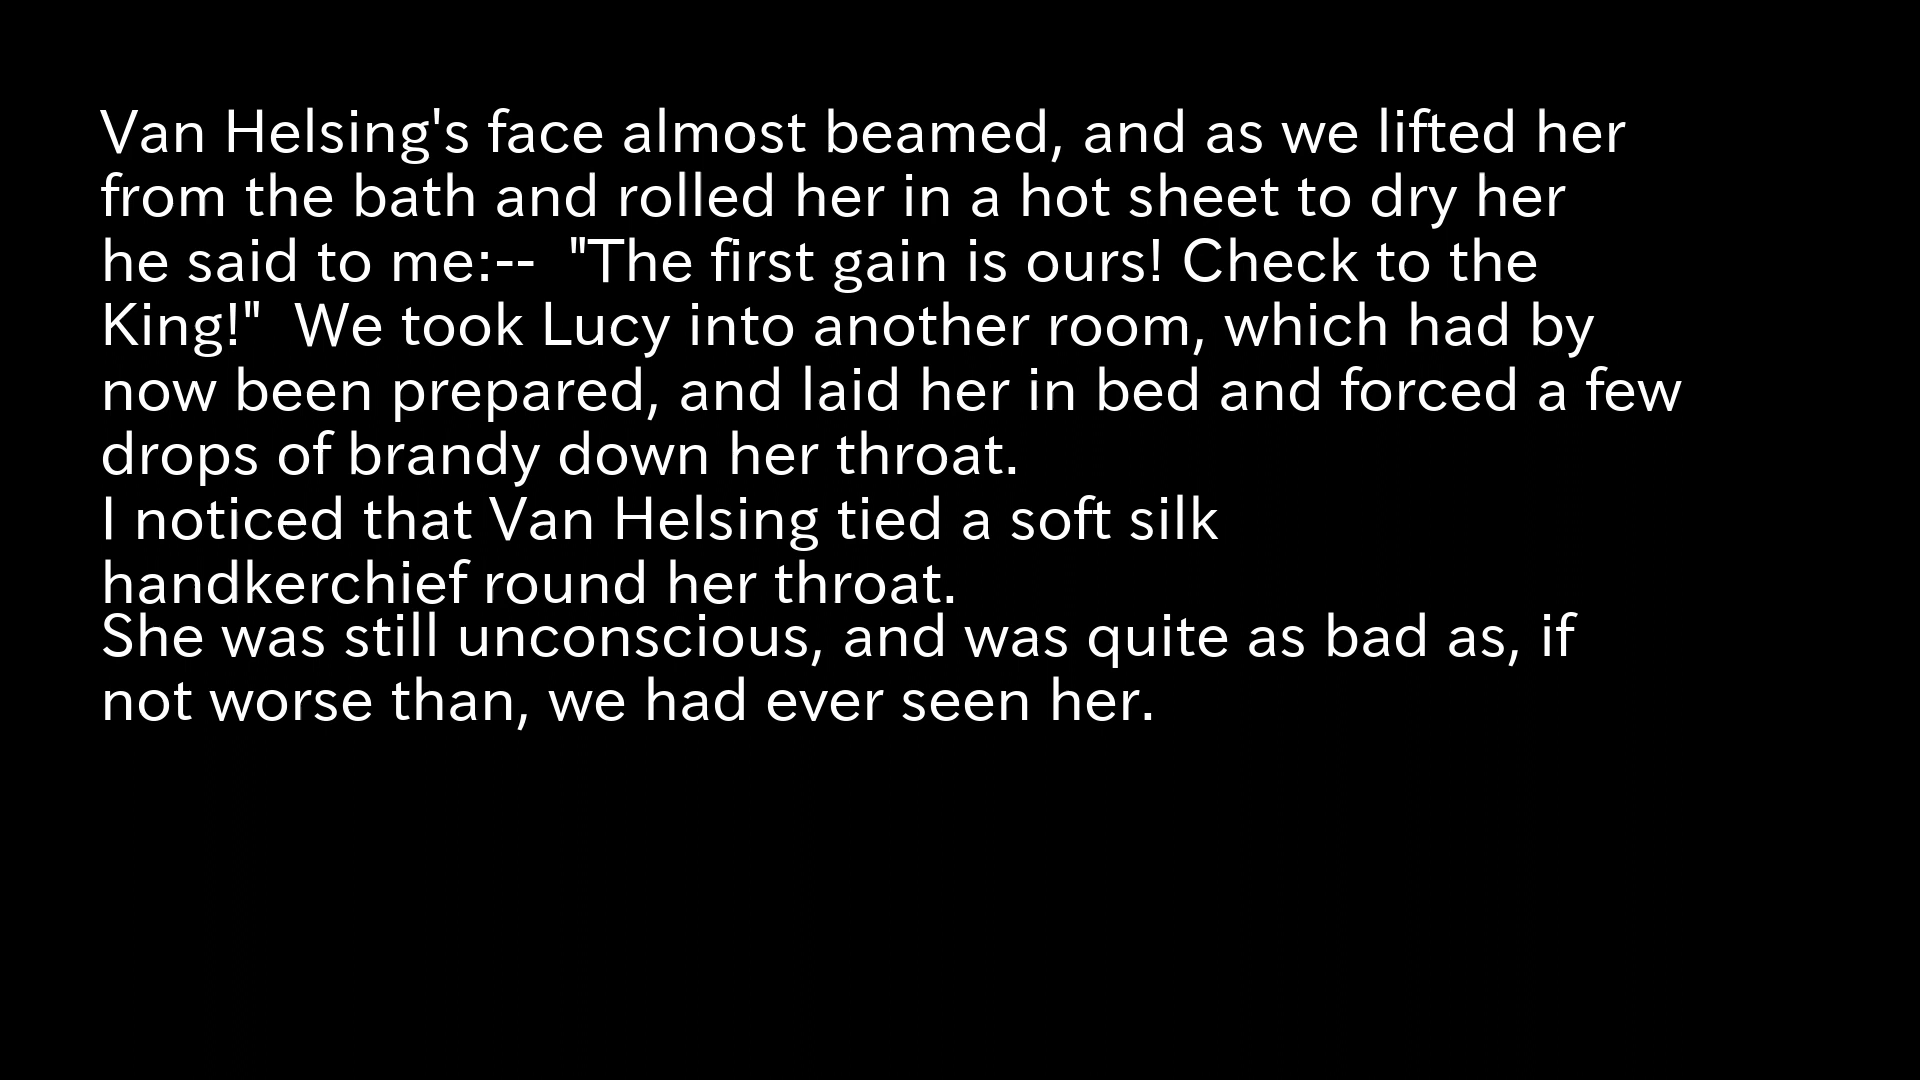 Van Helsing's face almost beamed, and as we lifted her
from the bath and rolled her in a hot sheet to dry her
he said to me:--  "The first gain is ours! Check to the
King!"  We took Lucy into another room, which had by
now been prepared, and laid her in bed and forced a few
drops of brandy down her throat.
I noticed that Van Helsing tied a soft silk
handkerchief round her throat.
She was still unconscious, and was quite as bad as, if
not worse than, we had ever seen her.